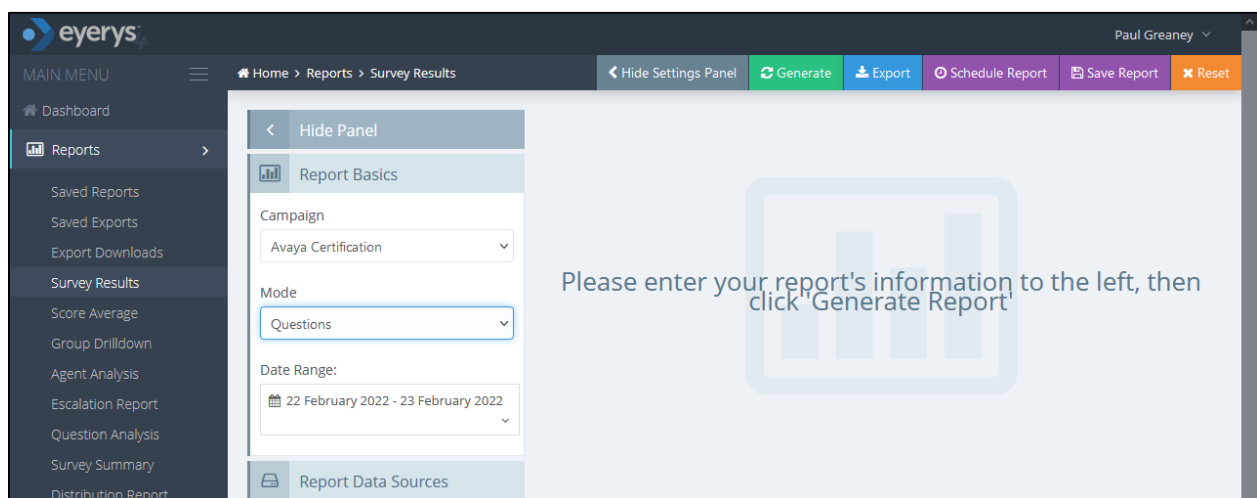 eyerys
Paul Greaney
MAIN MENU
Home > Reports > Survey Results
Hide Settings Panel
Generate
Export
Schedule Report
Save Report
Reset
Dashboard
Reports
Saved Reports
Saved Exports
Export Downloads
Survey Results
Score Average
Group Drilldown
Agent Analysis
Escalation Report
Question Analysis
Survey Summary
Distribution Report
Hide Panel
Report Basics
Campaign
Avaya Certification
Mode
Questions
Date Range:
22 February 2022 - 23 February 2022
Report Data Sources
Please enter your report's information to the left, then
click 'Generate Report'